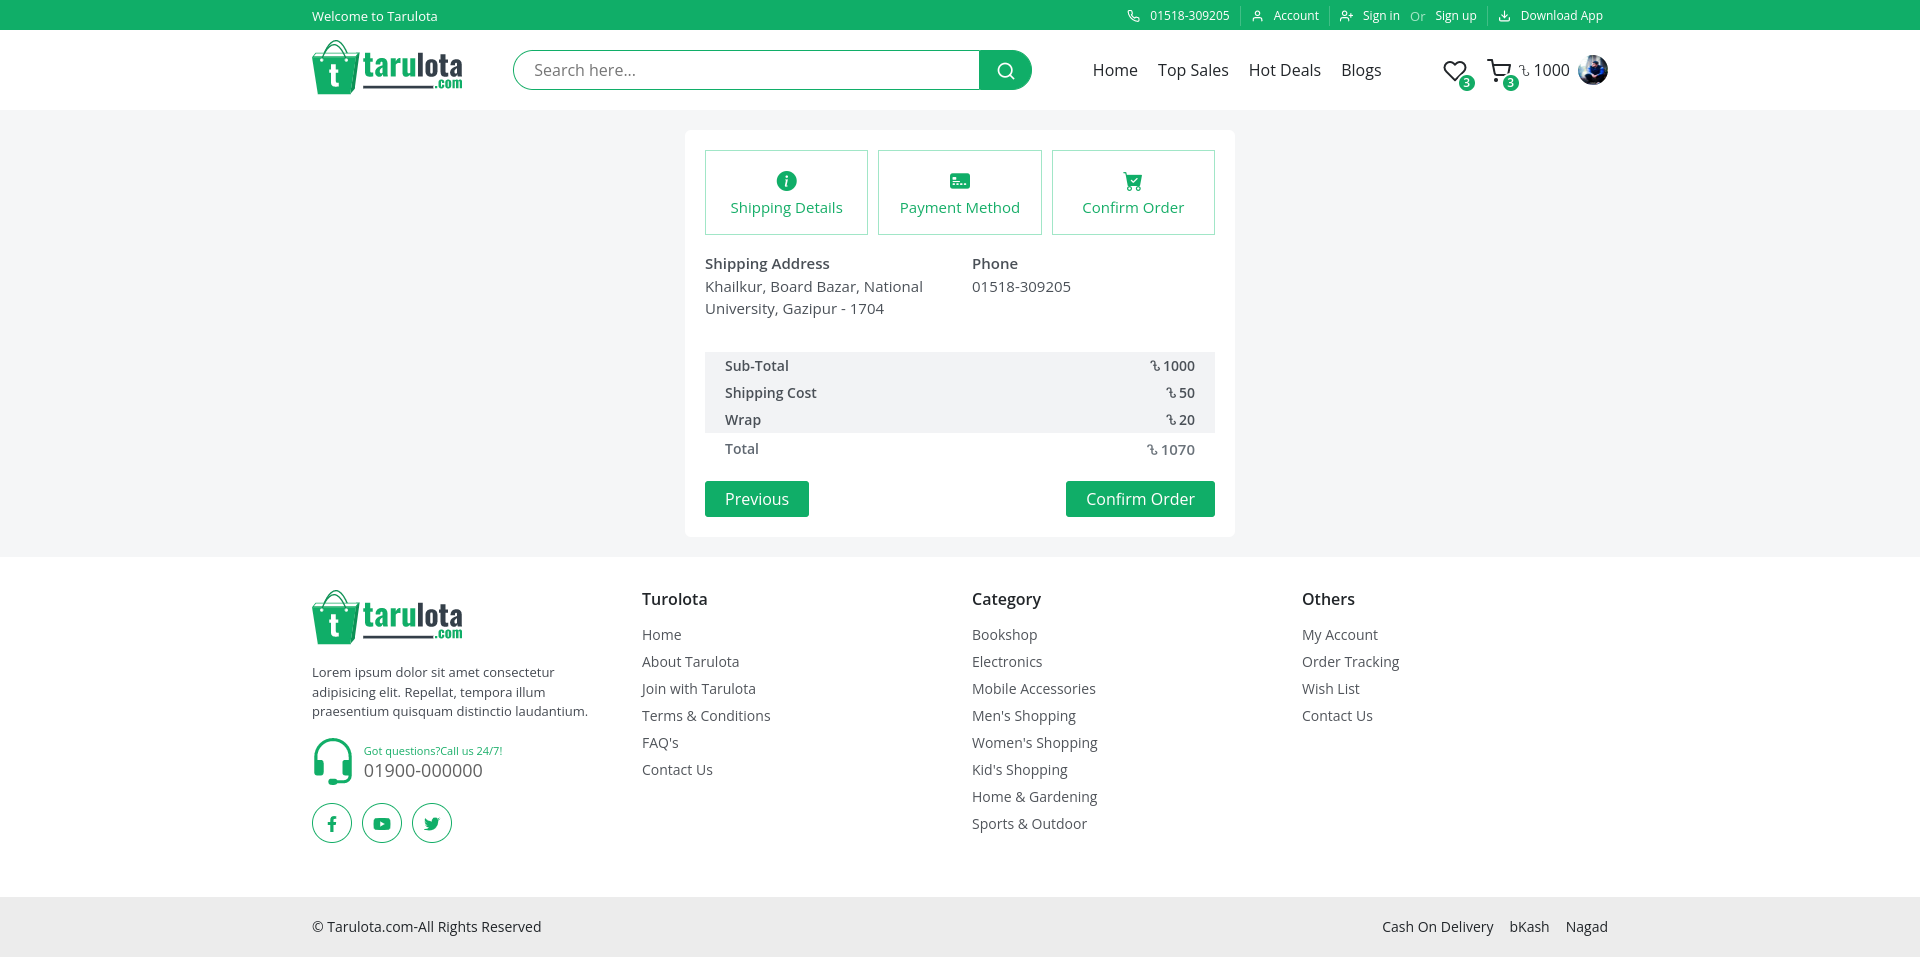 Welcome to Tarulota
01518-309205 Account Sign in Or Sign up Download App
t tarulota
.com
Search here...
Home Top Sales Hot Deals Blogs
3 3 ৳ 1000
Shipping Details Payment Method Confirm Order
Shipping Address
Khailkur, Board Bazar, National
University, Gazipur - 1704
Phone
01518-309205
Sub-Total ৳ 1000
Shipping Cost ৳ 50
Wrap ৳ 20
Total ৳ 1070
Previous Confirm Order
t tarulota
.com
Lorem ipsum dolor sit amet consectetur
adipisicing elit. Repellat, tempora illum
praesentium quisquam distinctio laudantium.
Got questions?Call us 24/7!
01900-000000
Turolota
Home
About Tarulota
Join with Tarulota
Terms & Conditions
FAQ's
Contact Us
Category
Bookshop
Electronics
Mobile Accessories
Men's Shopping
Women's Shopping
Kid's Shopping
Home & Gardening
Sports & Outdoor
Others
My Account
Order Tracking
Wish List
Contact Us
© Tarulota.com-All Rights Reserved
Cash On Delivery bKash Nagad